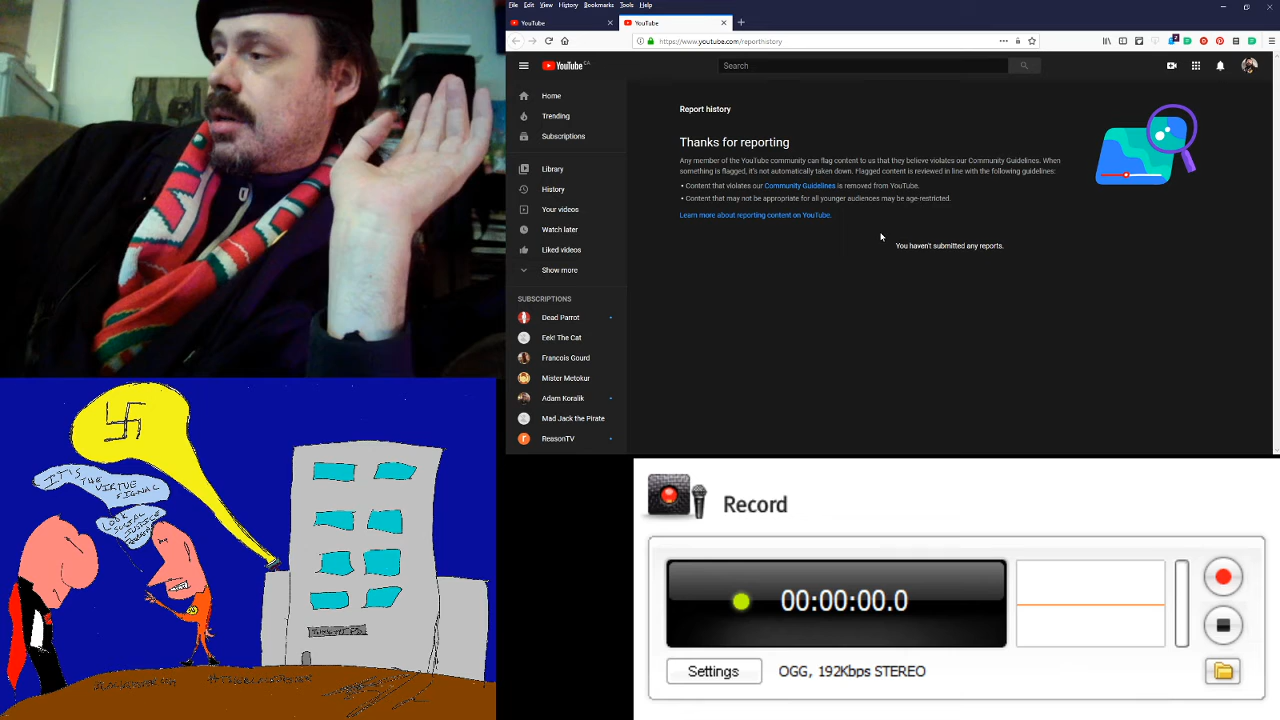 File Edit View History Bookmarks Tools Help
YouTube
YouTube
https://www.youtube.com/reporthistory
YouTube CA
Search
Home
Trending
Subscriptions
Library
History
Your videos
Watch later
Liked videos
Show more
SUBSCRIPTIONS
Dead Parrot
Eek! The Cat
Francois Gourd
Mister Metokur
Adam Koralik
Mad Jack the Pirate
ReasonTV
Report history
Thanks for reporting
Any member of the YouTube community can flag content to us that they believe violates our Community Guidelines. When
something is flagged, it's not automatically taken down. Flagged content is reviewed in line with the following guidelines:
• Content that violates our Community Guidelines is removed from YouTube.
• Content that may not be appropriate for all younger audiences may be age-restricted.
Learn more about reporting content on YouTube.
You haven't submitted any reports.
IT IS
THE VIRTUE
SIGNAL
LOOK
SOCIAL
JUSTICE
Record
00:00:00.0
Settings
OGG, 192Kbps STEREO